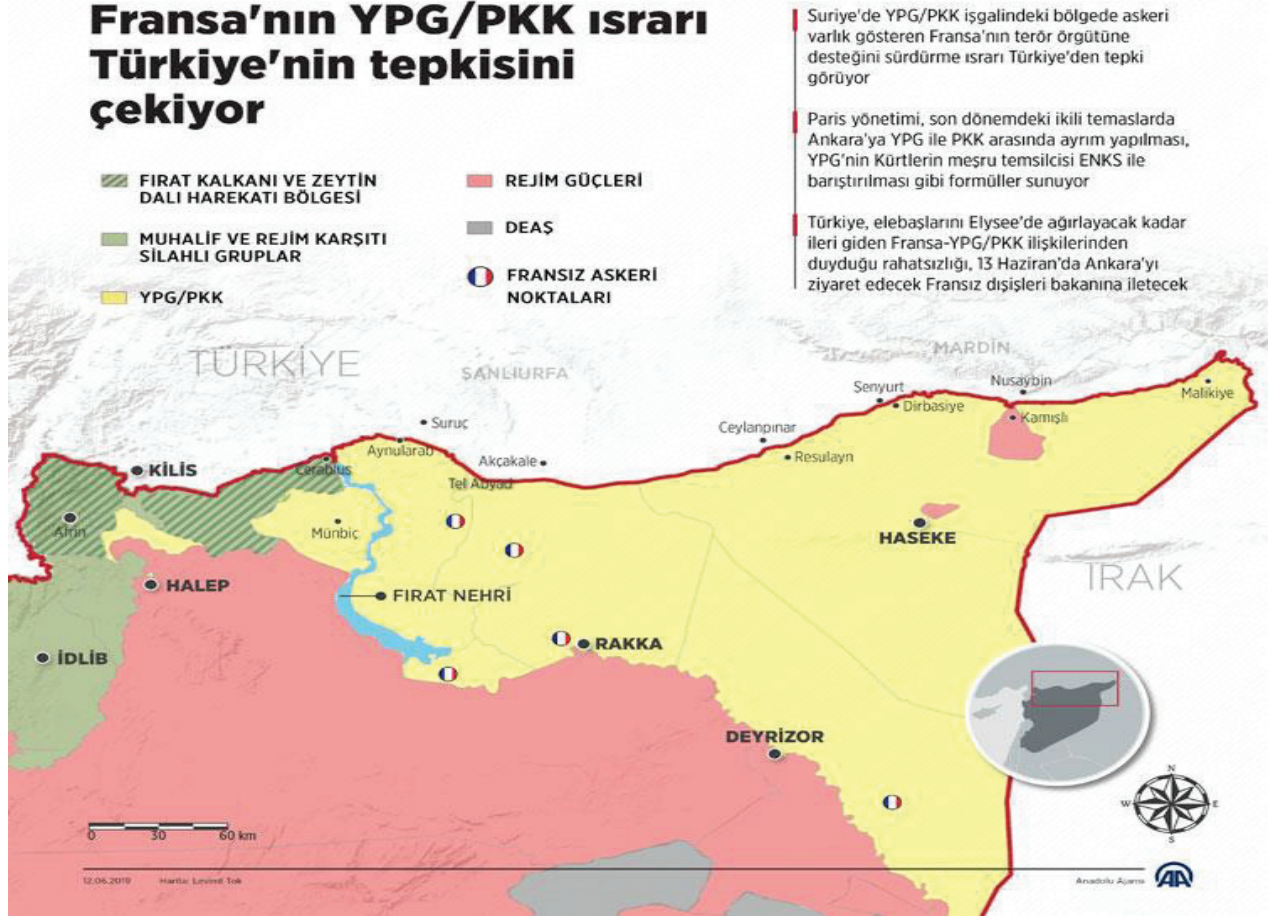 Fransa'nın YPG/PKK ısrarı
Türkiye'nin tepkisini
çekiyor
Suriye'de YPG/PKK işgalindeki bölgede askeri
varlık gösteren Fransa'nın terör örgütüne
desteğini sürdürme ısrarı Türkiye'den tepki
görüyor
Paris yönetimi, son dönemdeki ikili temaslarda
Ankara'ya YPG ile PKK arasında ayrım yapılması,
YPG'nin Kürtlerin meşru temsilcisi ENKS ile
barıştırılması gibi formüller sunuyor
Türkiye, elebaşlarını Elysee'de ağırlayacak kadar
ileri giden Fransa-YPG/PKK ilişkilerinden
duyduğu rahatsızlığı, 13 Haziran'da Ankara'yı
ziyaret edecek Fransız dışişleri bakanına iletecek
FIRAT KALKANI VE ZEYTİN
DALI HAREKATI BÖLGESİ
MUHALİF VE REJİM KARŞITI
SİLAHLI GRUPLAR
YPG/PKK
REJİM GÜÇLERİ
DEAŞ
FRANSIZ ASKERİ
NOKTALARI
TÜRKİYE
ŞANLIURFA
MARDİN
Suruç
Şenyurt
Nusaybin
Malikiye
Dirbasiye
Kamışlı
Ceylanpınar
Aynularab
Akçakale
Resulayn
KİLİS
Cerablus
Tel Abyad
Afrin
Münbiç
HASEKE
IRAK
HALEP
FIRAT NEHRİ
RAKKA
İDLİB
DEYRİZOR
N
W
E
S
0 30 60 km
12.06.2019 Harita: Levent Tok
Anadolu Ajansı AA